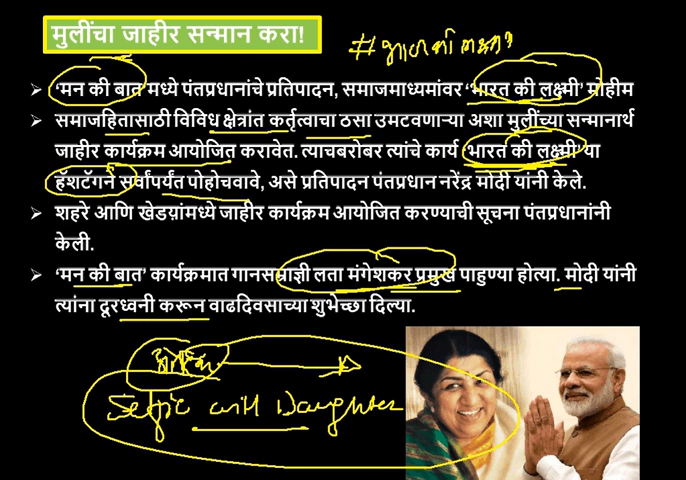 मुलींचा जाहीर सन्मान करा!
'मन की बात' मध्ये पंतप्रधानांचे प्रतिपादन, समाजमाध्यमांवर 'भारत की लक्ष्मी' मोहीम
समाजहितासाठी विविध क्षेत्रांत कर्तृत्वाचा ठसा उमटवणाऱ्या अशा मुलींच्या सन्मानार्थ
जाहीर कार्यक्रम आयोजित करावेत. त्याचबरोबर त्यांचे कार्य 'भारत की लक्ष्मी' या
हॅशटॅगने सर्वांपर्यंत पोहोचवावे, असे प्रतिपादन पंतप्रधान नरेंद्र मोदी यांनी केले.
शहरे आणि खेडय़ांमध्ये जाहीर कार्यक्रम आयोजित करण्याची सूचना पंतप्रधानांनी
केली.
'मन की बात' कार्यक्रमात गानसम्राज्ञी लता मंगेशकर प्रमुख पाहुण्या होत्या. मोदी यांनी
त्यांना दूरध्वनी करून वाढदिवसाच्या शुभेच्छा दिल्या.
Selfie with Daughter